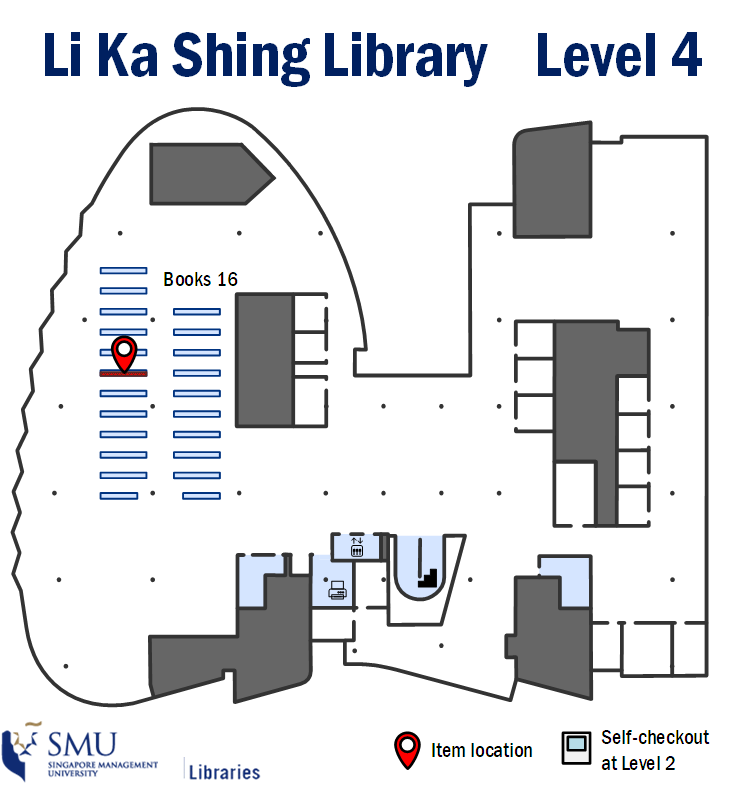 Li Ka Shing Library Level 4
Books 16
Item location
Self-checkout
at Level 2
SMU
SINGAPORE MANAGEMENT
UNIVERSITY
Libraries